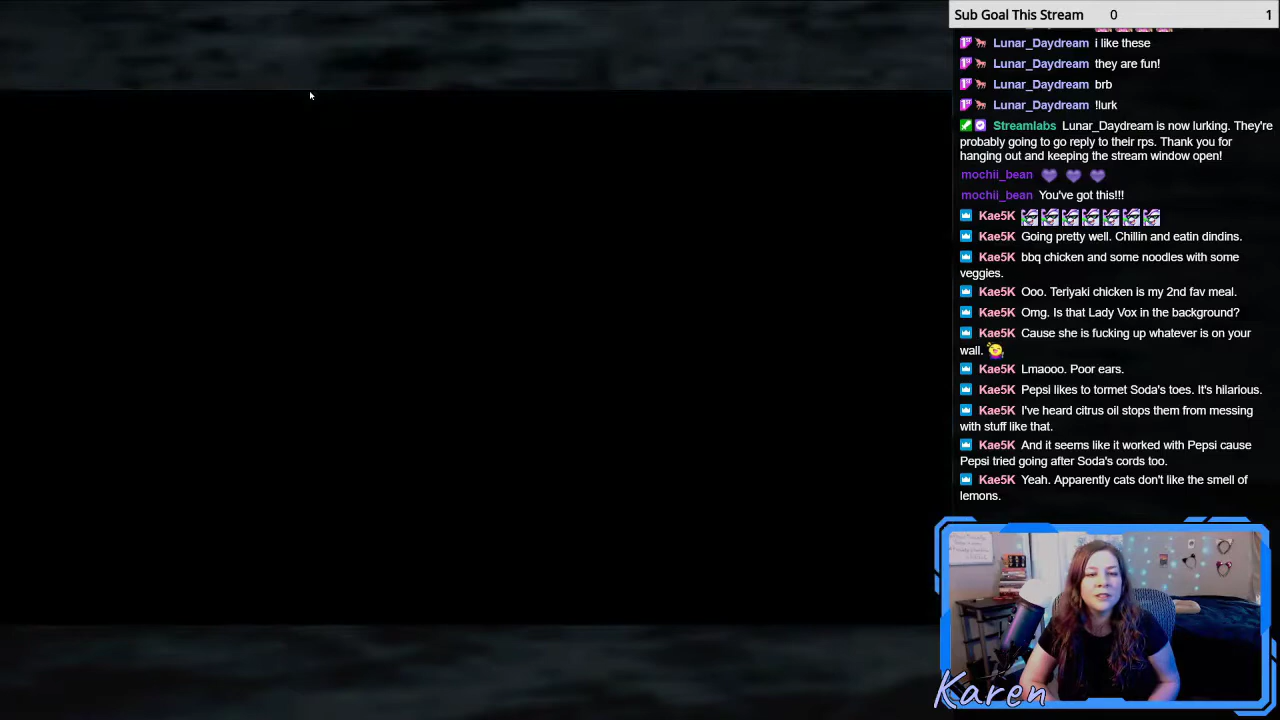 Sub Goal This Stream 0 1
Lunar_Daydream i like these
Lunar_Daydream they are fun!
Lunar_Daydream brb
Lunar_Daydream !lurk
Streamlabs Lunar_Daydream is now lurking. They're
probably going to go reply to their rps. Thank you for
hanging out and keeping the stream window open!
mochii_bean
mochii_bean You've got this!!!
Kae5K
Kae5K Going pretty well. Chillin and eatin dindins.
Kae5K bbq chicken and some noodles with some
veggies.
Kae5K Ooo. Teriyaki chicken is my 2nd fav meal.
Kae5K Omg. Is that Lady Vox in the background?
Kae5K Cause she is fucking up whatever is on your
wall.
Kae5K Lmaooo. Poor ears.
Kae5K Pepsi likes to tormet Soda's toes. It's hilarious.
Kae5K I've heard citrus oil stops them from messing
with stuff like that.
Kae5K And it seems like it worked with Pepsi cause
Pepsi tried going after Soda's cords too.
Kae5K Yeah. Apparently cats don't like the smell of
lemons.
Karen